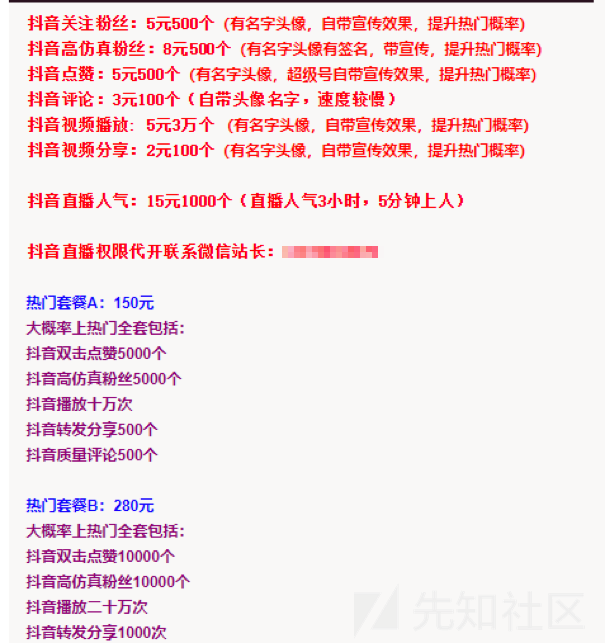 抖音关注粉丝：5元500个（有名字头像，自带宣传效果，提升热门概率）
抖音高仿真粉丝：8元500个（有名字头像有签名，带宣传，提升热门概率）
抖音点赞：5元500个（有名字头像，超级号自带宣传效果，提升热门概率）
抖音评论：3元100个（自带头像名字，速度较慢）
抖音视频播放：5元3万个（有名字头像，自带宣传效果，提升热门概率）
抖音视频分享：2元100个（有名字头像，自带宣传效果，提升热门概率）
抖音直播人气：15元1000个（直播人气3小时，5分钟上人）
抖音直播权限代开联系微信站长：
热门套餐A：150元
大概率上热门全套包括：
抖音双击点赞5000个
抖音高仿真粉丝5000个
抖音播放十万次
抖音转发分享500个
抖音质量评论500个
热门套餐B：280元
大概率上热门全套包括：
抖音双击点赞10000个
抖音高仿真粉丝10000个
抖音播放二十万次
抖音转发分享1000次
先知社区